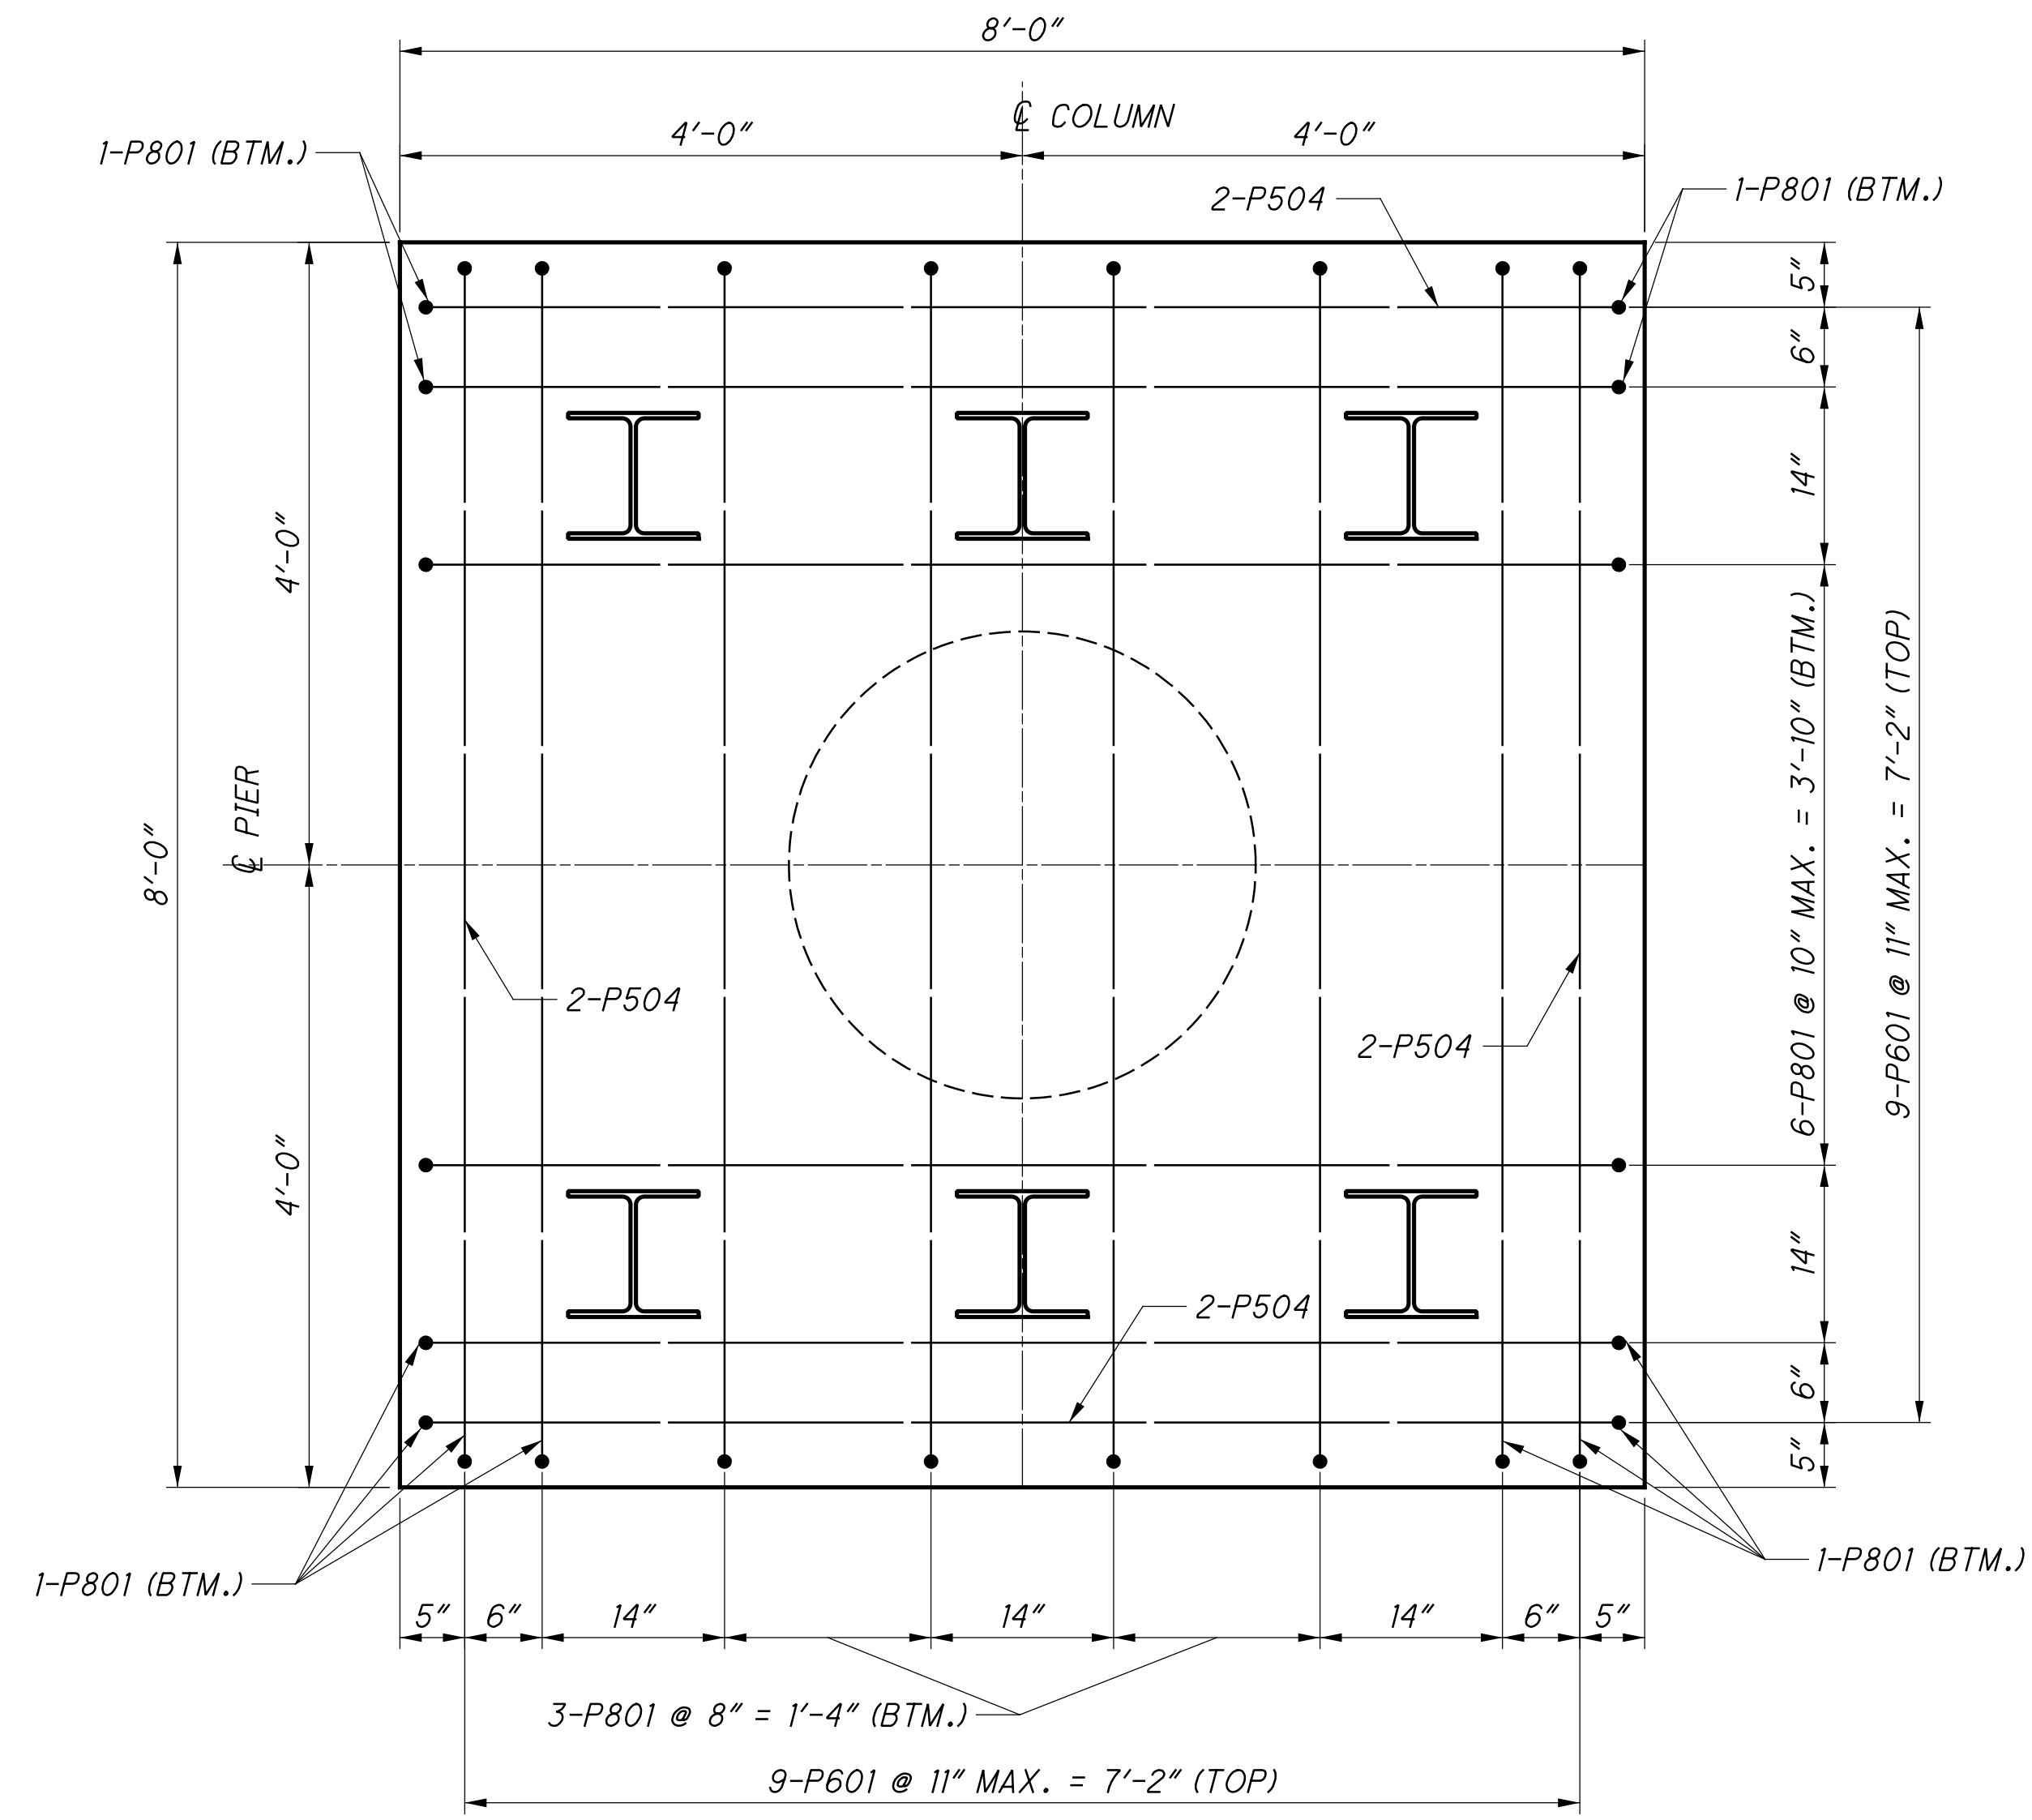 8'-0"
℄ COLUMN
4'-0"
4'-0"
1-P801 (BTM.)
2-P504
1-P801 (BTM.)
5"
6"
14"
6-P801 @ 10" MAX. = 3'-10" (BTM.)
9-P601 @ 11" MAX. = 7'-2" (TOP)
14"
6"
5"
8'-0"
4'-0"
℄ PIER
4'-0"
2-P504
2-P504
2-P504
1-P801 (BTM.)
1-P801 (BTM.)
5"
6"
14"
14"
14"
6"
5"
3-P801 @ 8" = 1'-4" (BTM.)
9-P601 @ 11" MAX. = 7'-2" (TOP)